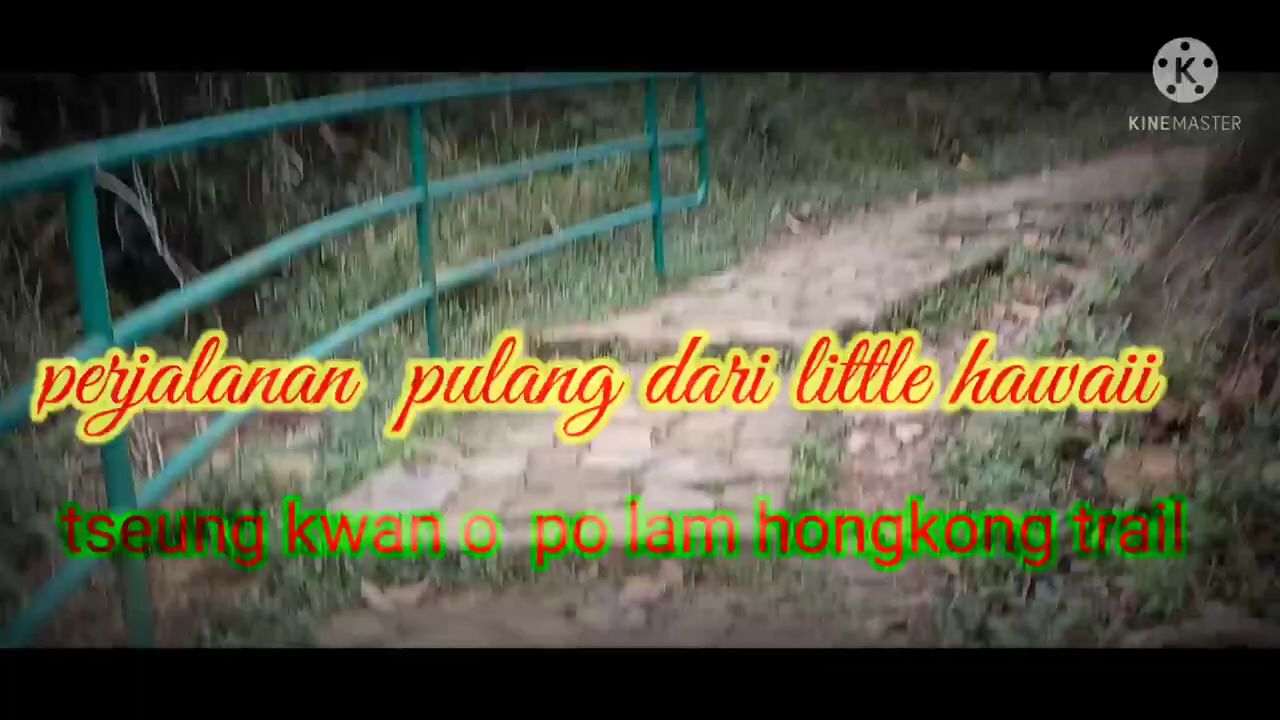 KINEMASTER
perjalanan pulang dari little hawaii
tseung kwan o po lam hongkong trail